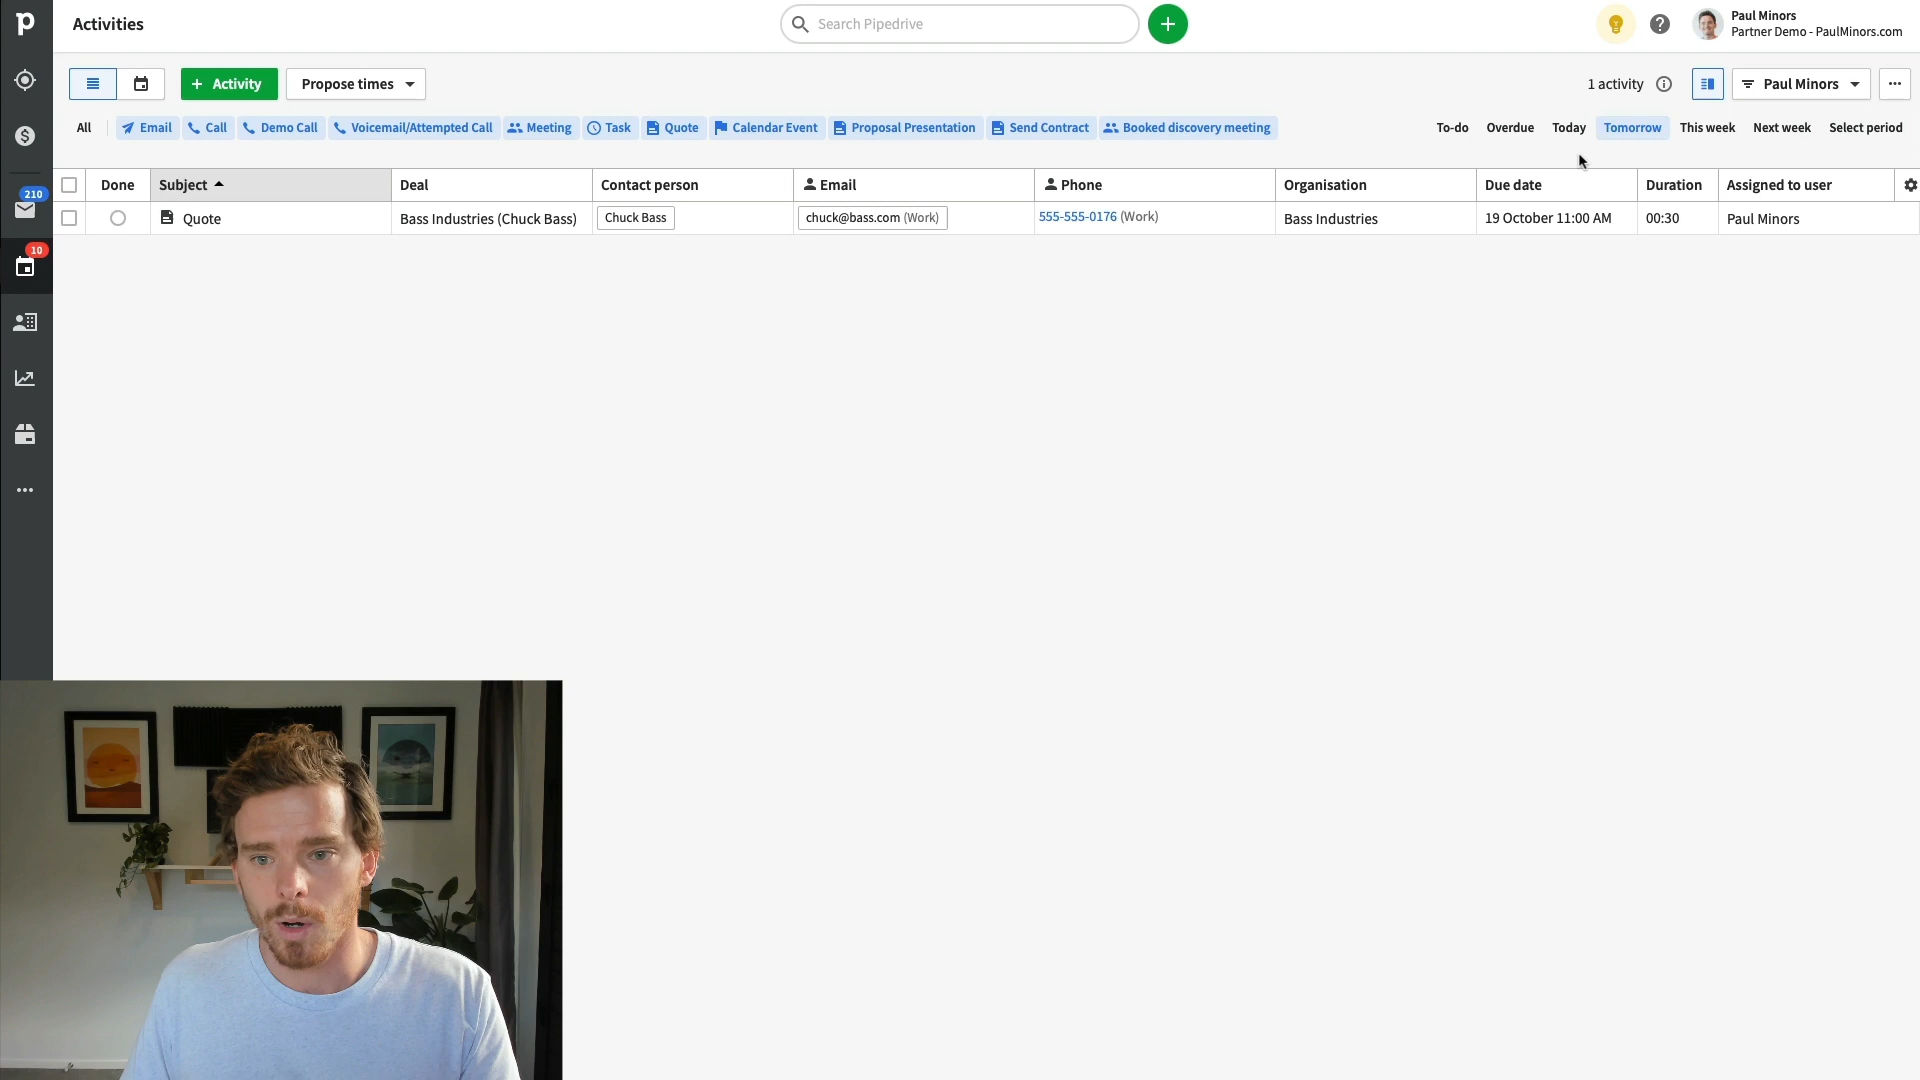 Activities
Search Pipedrive
Paul Minors
Partner Demo - PaulMinors.com
Activity
Propose times
1 activity
Paul Minors
All
Email
Call
Demo Call
Voicemail/Attempted Call
Meeting
Task
Quote
Calendar Event
Proposal Presentation
Send Contract
Booked discovery meeting
To-do
Overdue
Today
Tomorrow
This week
Next week
Select period
Done
Subject
Deal
Contact person
Email
Phone
Organisation
Due date
Duration
Assigned to user
Quote
Bass Industries (Chuck Bass)
Chuck Bass
chuck@bass.com (Work)
555-555-0176 (Work)
Bass Industries
19 October 11:00 AM
00:30
Paul Minors
210
10